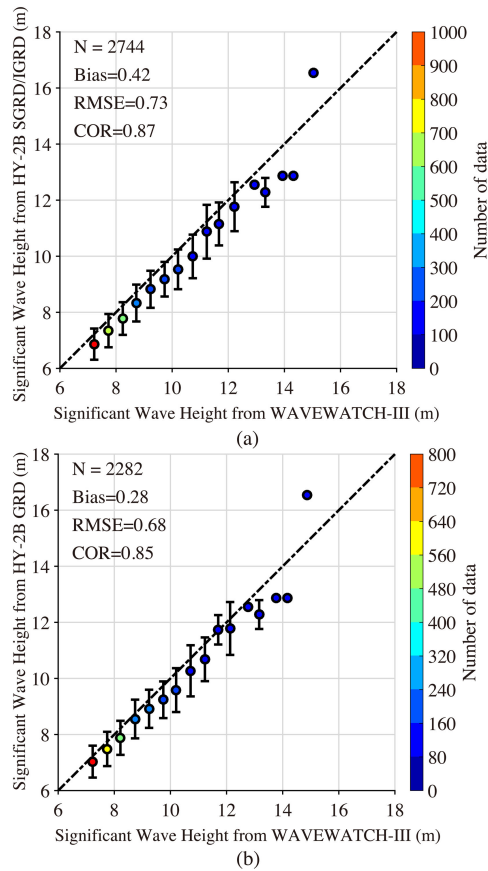 Significant Wave Height from HY-2B SGRD/IGRD (m)
18
16
14
12
10
8
6
N = 2744
Bias=0.42
RMSE=0.73
COR=0.87
6 8 10 12 14 16 18
Significant Wave Height from WAVEWATCH-III (m)
1000
900
800
700
600
500
400
300
200
100
0
Number of data
(a)
Significant Wave Height from HY-2B GRD (m)
18
16
14
12
10
8
6
N = 2282
Bias=0.28
RMSE=0.68
COR=0.85
6 8 10 12 14 16 18
Significant Wave Height from WAVEWATCH-III (m)
800
720
640
560
480
400
320
240
160
80
0
Number of data
(b)